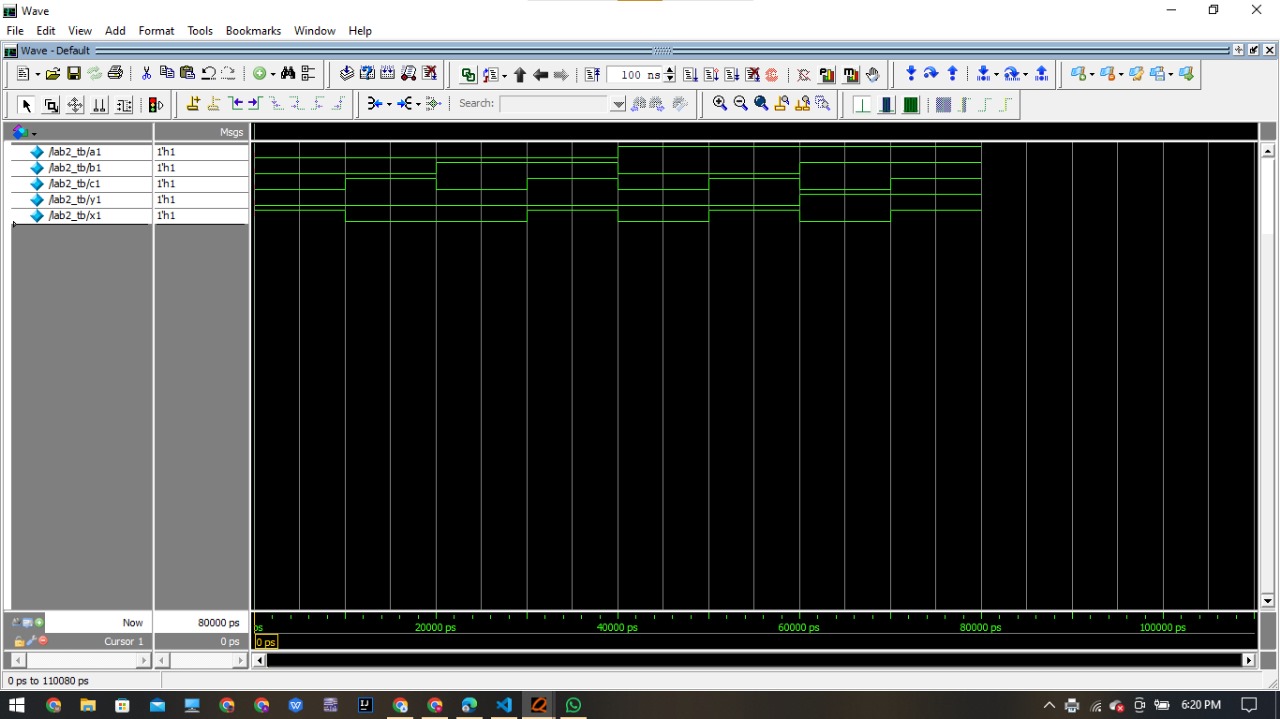 Wave
File Edit View Add Format Tools Bookmarks Window Help
Wave - Default
100 ns
Search:
Msgs
/lab2_tb/a1 1'h1
/lab2_tb/b1 1'h1
/lab2_tb/c1 1'h1
/lab2_tb/y1 1'h1
/lab2_tb/x1 1'h1
Now 80000 ps ps 20000 ps 40000 ps 60000 ps 80000 ps 100000 ps
Cursor 1 0 ps 0 ps
0 ps to 110080 ps
6:20 PM